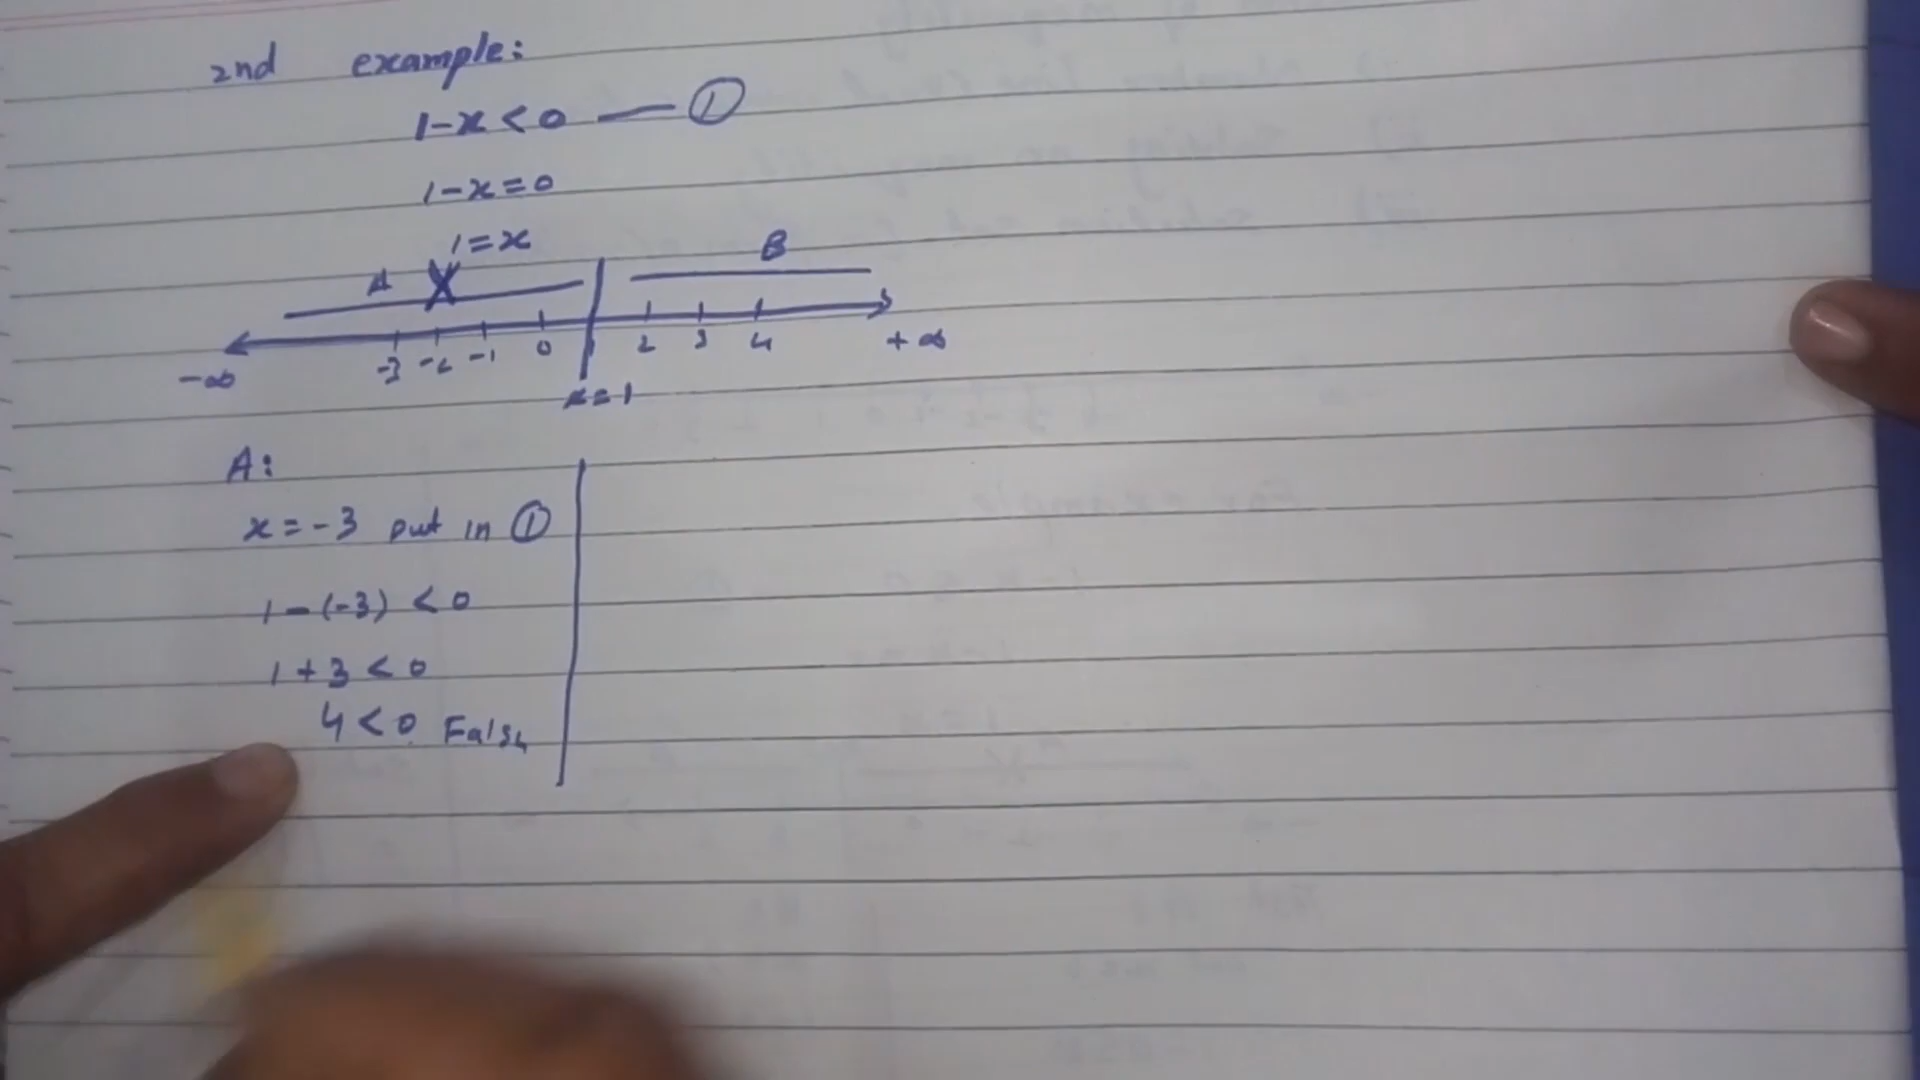 2nd example:
1-x<0 — ①
1-x=0
1=x
A X B
-3 -2 -1 0 2 3 4
-∞ +∞
x=1
A:
x=-3 put in ①
1-(-3) <0
1+3<0
4<0 False